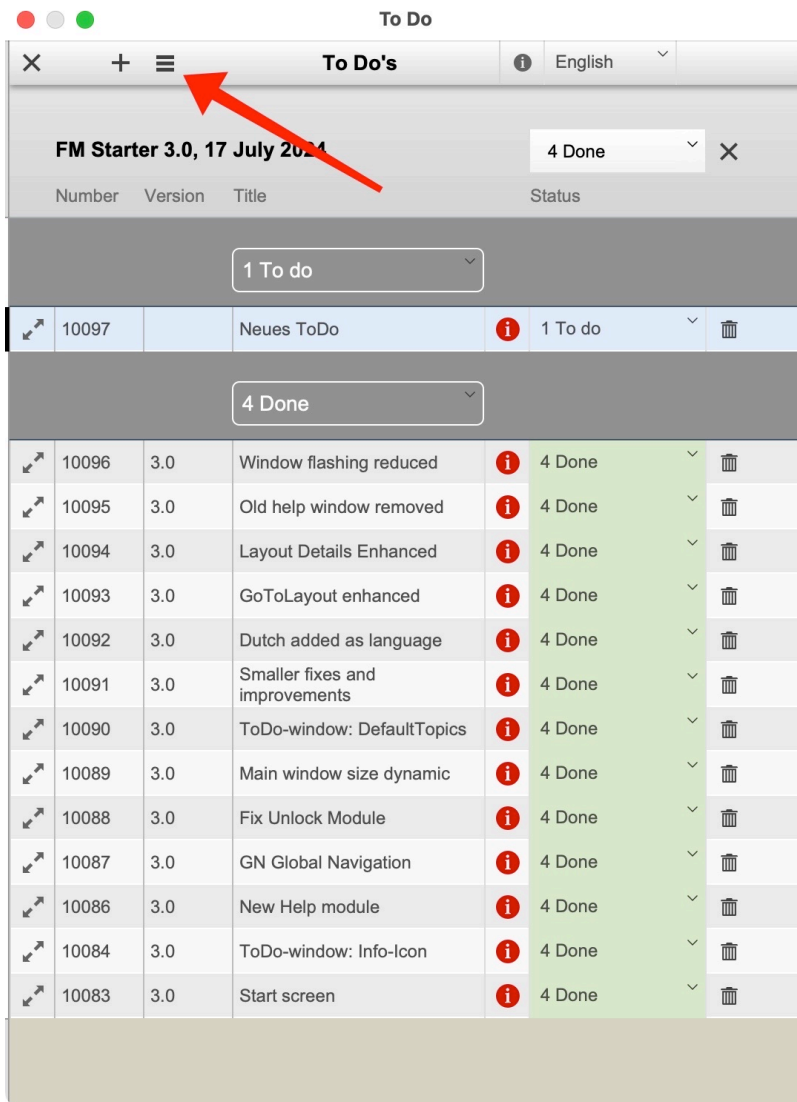 To Do
To Do's
English
FM Starter 3.0, 17 July 2024
4 Done
Number Version Title Status
1 To do
10097 Neues ToDo 1 To do
4 Done
10096 3.0 Window flashing reduced 4 Done
10095 3.0 Old help window removed 4 Done
10094 3.0 Layout Details Enhanced 4 Done
10093 3.0 GoToLayout enhanced 4 Done
10092 3.0 Dutch added as language 4 Done
10091 3.0 Smaller fixes and
improvements 4 Done
10090 3.0 ToDo-window: DefaultTopics 4 Done
10089 3.0 Main window size dynamic 4 Done
10088 3.0 Fix Unlock Module 4 Done
10087 3.0 GN Global Navigation 4 Done
10086 3.0 New Help module 4 Done
10084 3.0 ToDo-window: Info-Icon 4 Done
10083 3.0 Start screen 4 Done